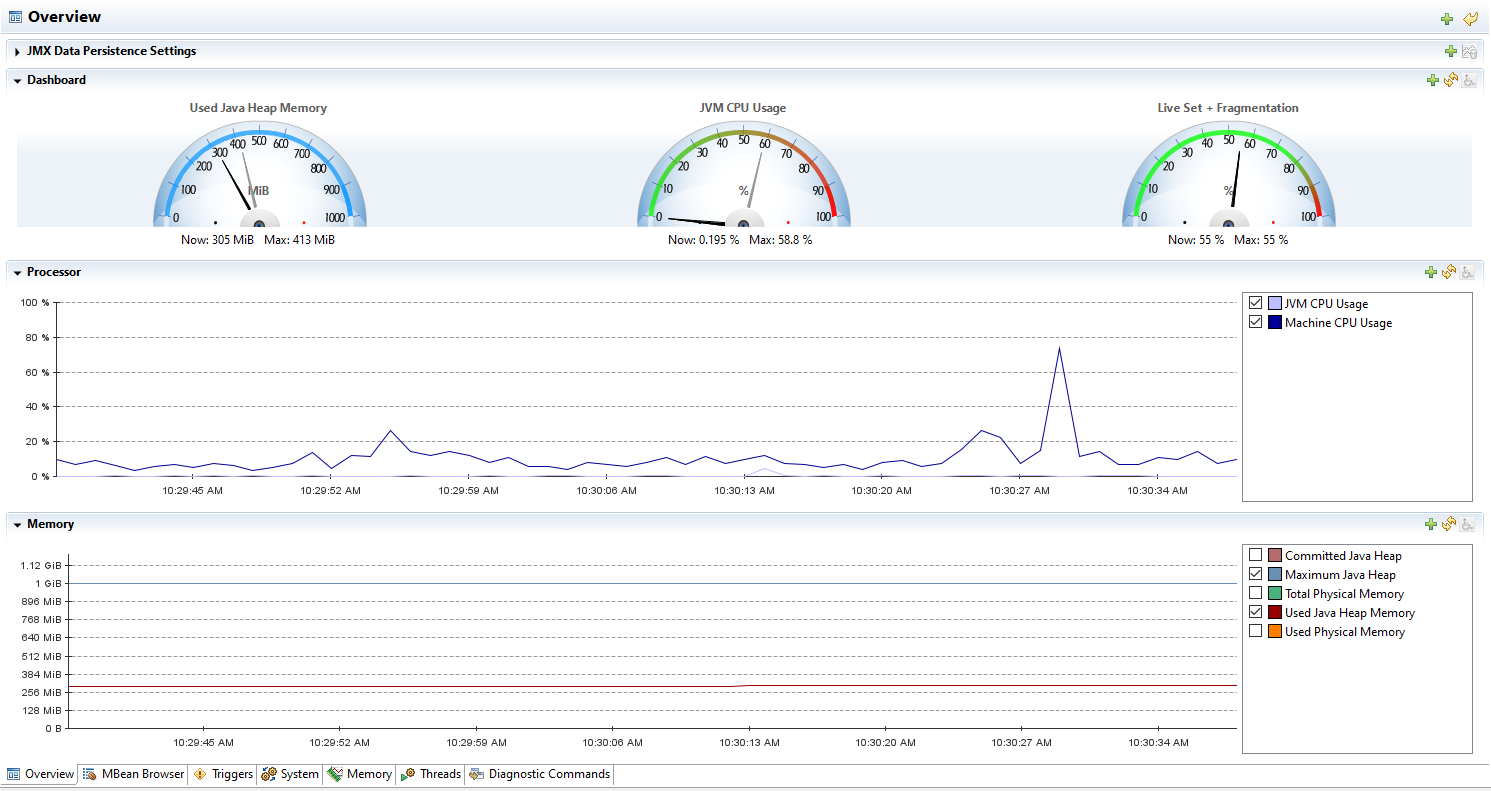 Overview
JMX Data Persistence Settings
Dashboard
Used Java Heap Memory
0 100 200 300 400 500 600 700 800 900 1000
MiB
Now: 305 MiB Max: 413 MiB
JVM CPU Usage
0 10 20 30 40 50 60 70 80 90 100
%
Now: 0.195 % Max: 58.8 %
Live Set + Fragmentation
0 10 20 30 40 50 60 70 80 90 100
%
Now: 55 % Max: 55 %
Processor
100 %
80 %
60 %
40 %
20 %
0 %
10:29:45 AM 10:29:52 AM 10:29:59 AM 10:30:06 AM 10:30:13 AM 10:30:20 AM 10:30:27 AM 10:30:34 AM
JVM CPU Usage
Machine CPU Usage
Memory
1.12 GiB
1 GiB
896 MiB
768 MiB
640 MiB
512 MiB
384 MiB
256 MiB
128 MiB
0 B
10:29:45 AM 10:29:52 AM 10:29:59 AM 10:30:06 AM 10:30:13 AM 10:30:20 AM 10:30:27 AM 10:30:34 AM
Committed Java Heap
Maximum Java Heap
Total Physical Memory
Used Java Heap Memory
Used Physical Memory
Overview MBean Browser Triggers System Memory Threads Diagnostic Commands